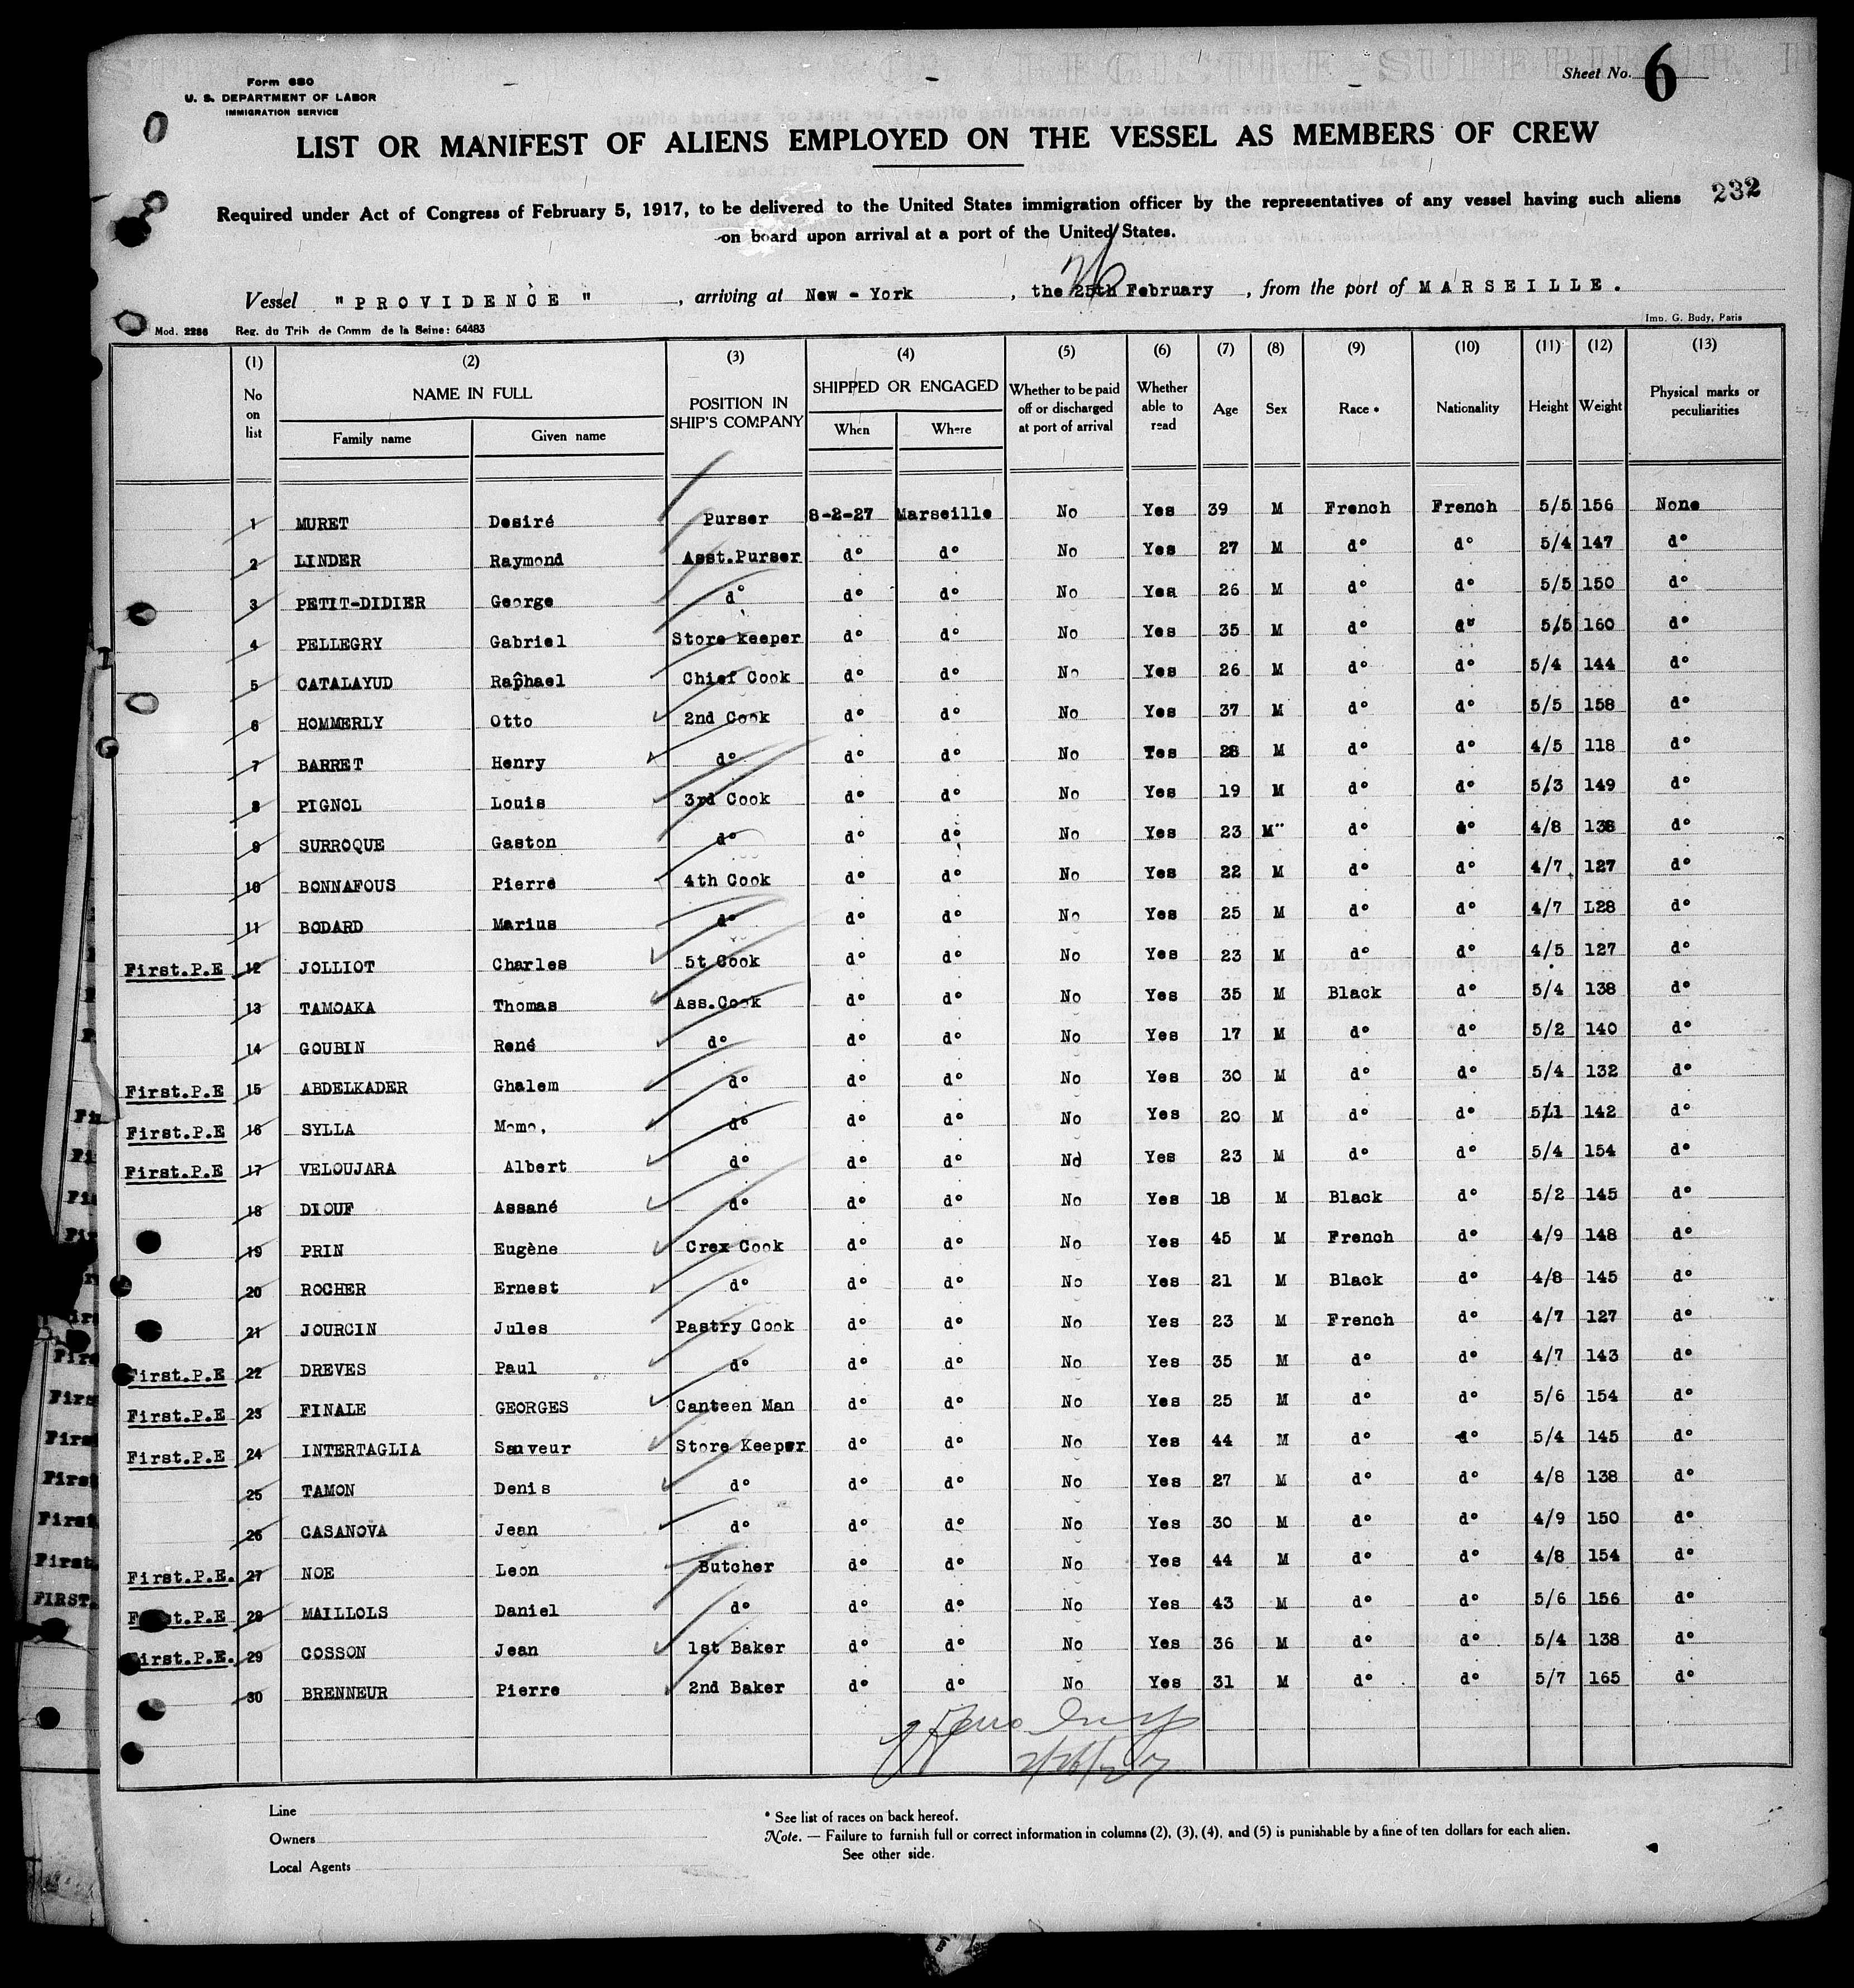 Form 680
U. S. DEPARTMENT OF LABOR
IMMIGRATION SERVICE
Sheet No. 6
LIST OR MANIFEST OF ALIENS EMPLOYED ON THE VESSEL AS MEMBERS OF CREW
232
Required under Act of Congress of February 5, 1917, to be delivered to the United States immigration officer by the representatives of any vessel having such aliens
on board upon arrival at a port of the United States.
26
Vessel "PROVIDENCE", arriving at New-York, the 25th February, from the port of MARSEILLE.
Mod. 2286 Reg. du Trib. de Comm. de la Seine: 64483 Imp. G. Budy, Paris
(1) (2) (3) (4) (5) (6) (7) (8) (9) (10) (11) (12) (13)
No on list NAME IN FULL Family name Given name POSITION IN SHIP'S COMPANY SHIPPED OR ENGAGED When Where Whether to be paid off or discharged at port of arrival Whether able to read Age Sex Race * Nationality Height Weight Physical marks or peculiarities
1 MURET Desiré Purser 8-2-27 Marseille No Yes 39 M French French 5/5 156 None
2 LINDER Raymond Asst.Purser d° d° No Yes 27 M d° d° 5/4 147 d°
3 PETIT-DIDIER George d° d° d° No Yes 26 M d° d° 5/5 150 d°
4 PELLEGRY Gabriel Store keeper d° d° No Yes 35 M d° d° 5/5 160 d°
5 CATALAYUD Raphael Chief Cook d° d° No Yes 26 M d° d° 5/4 144 d°
6 HOMMERLY Otto 2nd Cook d° d° No Yes 37 M d° d° 5/5 158 d°
7 BARRET Henry d° d° d° No Yes 28 M d° d° 4/5 118 d°
8 PIGNOL Louis 3rd Cook d° d° No Yes 19 M d° d° 5/3 149 d°
9 SURROQUE Gaston d° d° d° No Yes 23 M d° d° 4/8 138 d°
10 BONNAFOUS Pierre 4th Cook d° d° No Yes 22 M d° d° 4/7 127 d°
11 BODARD Marius d° d° d° No Yes 25 M d° d° 4/7 L28 d°
First.P.E 12 JOLLIOT Charles 5t Cook d° d° No Yes 23 M d° d° 4/5 127 d°
13 TAMOAKA Thomas Ass.Cook d° d° No Yes 35 M Black d° 5/4 138 d°
14 GOUBIN René d° d° d° No Yes 17 M d° d° 5/2 140 d°
First.P.E 15 ABDELKADER Ghalem d° d° d° No Yes 30 M d° d° 5/4 132 d°
First.P.E 16 SYLLA Momo, d° d° d° No Yes 20 M d° d° 5/1 142 d°
First.P.E 17 VELOUJARA Albert d° d° d° No Yes 23 M d° d° 5/4 154 d°
18 DIOUF Assané d° d° d° No Yes 18 M Black d° 5/2 145 d°
19 PRIN Eugène Crex Cook d° d° No Yes 45 M French d° 4/9 148 d°
20 ROCHER Ernest d° d° d° No Yes 21 M Black d° 4/8 145 d°
21 JOURCIN Jules Pastry Cook d° d° No Yes 23 M French d° 4/7 127 d°
First.P.E 22 DREVES Paul d° d° d° No Yes 35 M d° d° 4/7 143 d°
First.P.E 23 FINALE GEORGES Canteen Man d° d° No Yes 25 M d° d° 5/6 154 d°
First.P.E 24 INTERTAGLIA Sauveur Store Keeper d° d° No Yes 44 M d° d° 5/4 145 d°
25 TAMON Denis d° d° d° No Yes 27 M d° d° 4/8 138 d°
26 CASANOVA Jean d° d° d° No Yes 30 M d° d° 4/9 150 d°
First.P.E. 27 NOE Leon Butcher d° d° No Yes 44 M d° d° 4/8 154 d°
First.P.E 28 MAILLOLS Daniel d° d° d° No Yes 43 M d° d° 5/6 156 d°
First.P.E. 29 COSSON Jean 1st Baker d° d° No Yes 36 M d° d° 5/4 138 d°
30 BRENNEUR Pierre 2nd Baker d° d° No Yes 31 M d° d° 5/7 165 d°
2/26/27
Line
Owners
Local Agents
* See list of races on back hereof.
Note. — Failure to furnish full or correct information in columns (2), (3), (4), and (5) is punishable by a fine of ten dollars for each alien.
See other side.